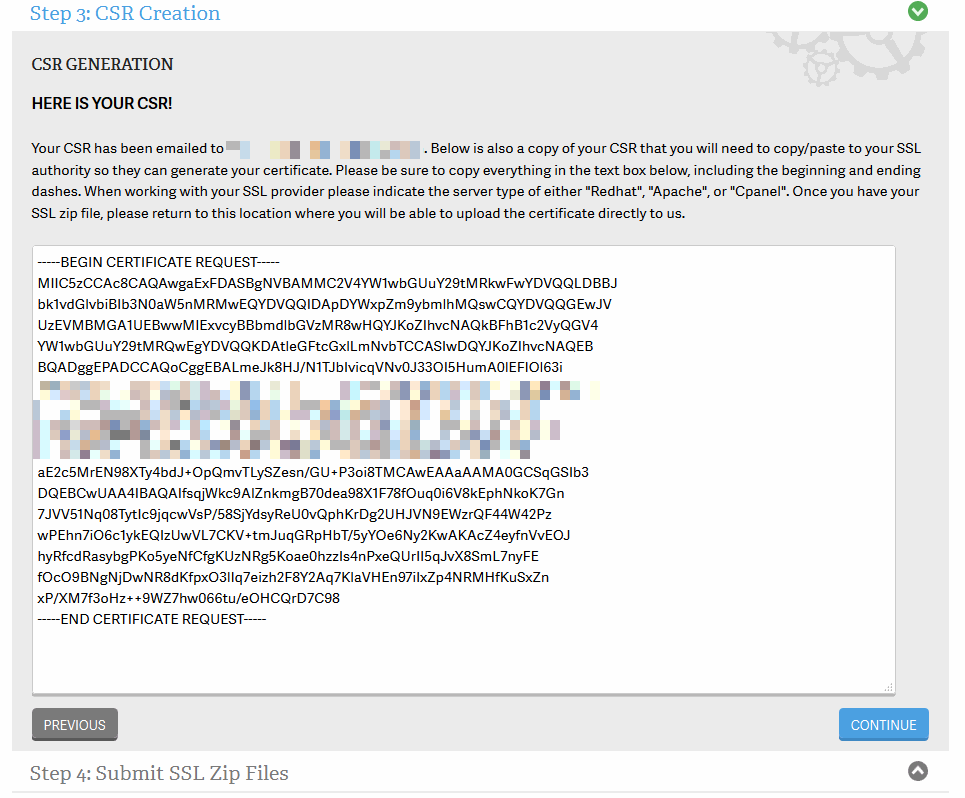 Step 3: CSR Creation
CSR GENERATION
HERE IS YOUR CSR!
Your CSR has been emailed to . Below is also a copy of your CSR that you will need to copy/paste to your SSL
authority so they can generate your certificate. Please be sure to copy everything in the text box below, including the beginning and ending
dashes. When working with your SSL provider please indicate the server type of either "Redhat", "Apache", or "Cpanel". Once you have your
SSL zip file, please return to this location where you will be able to upload the certificate directly to us.
-----BEGIN CERTIFICATE REQUEST-----
MIIC5zCCAc8CAQAwgaExFDASBgNVBAMMC2V4YW1wbGUuY29tMRkwFwYDVQQLDBBJ
bk1vdGlvbiBIb3N0aW5nMRMwEQYDVQQIDApDYWxpZm9ybmlhMQswCQYDVQQGEwJV
UzEVMBMGA1UEBwwMIExvcyBBbmdlbGVzMR8wHQYJKoZIhvcNAQkBFhB1c2VyQGV4
YW1wbGUuY29tMRQwEgYDVQQKDAtleGFtcGxlLmNvbTCCASIwDQYJKoZIhvcNAQEB
BQADggEPADCCAQoCggEBALmeJk8HJ/N1TJbIvicqVNv0J33OI5HumA0IEFIOl63i
aE2c5MrEN98XTy4bdJ+OpQmvTLySZesn/GU+P3oi8TMCAwEAAaAAMA0GCSqGSIb3
DQEBCwUAA4IBAQAIfsqjWkc9AlZnkmgB70dea98X1F78fOuq0i6V8kEphNkoK7Gn
7JVV51Nq08TytIc9jqcwVsP/58SjYdsyReU0vQphKrDg2UHJVN9EWzrQF44W42Pz
wPEhn7iO6c1ykEQIzUwVL7CKV+tmJuqGRpHbT/5yYOe6Ny2KwAKAcZ4eyfnVvEOJ
hyRfcdRasybgPKo5yeNfCfgKUzNRg5Koae0hzzIs4nPxeQUrII5qJvX8SmL7nyFE
fOcO9BNgNjDwNR8dKfpxO3lIq7eizh2F8Y2Aq7KlaVHEn97ilxZp4NRMHfKuSxZn
xP/XM7f3oHz++9WZ7hw066tu/eOHCQrD7C98
-----END CERTIFICATE REQUEST-----
PREVIOUS
CONTINUE
Step 4: Submit SSL Zip Files